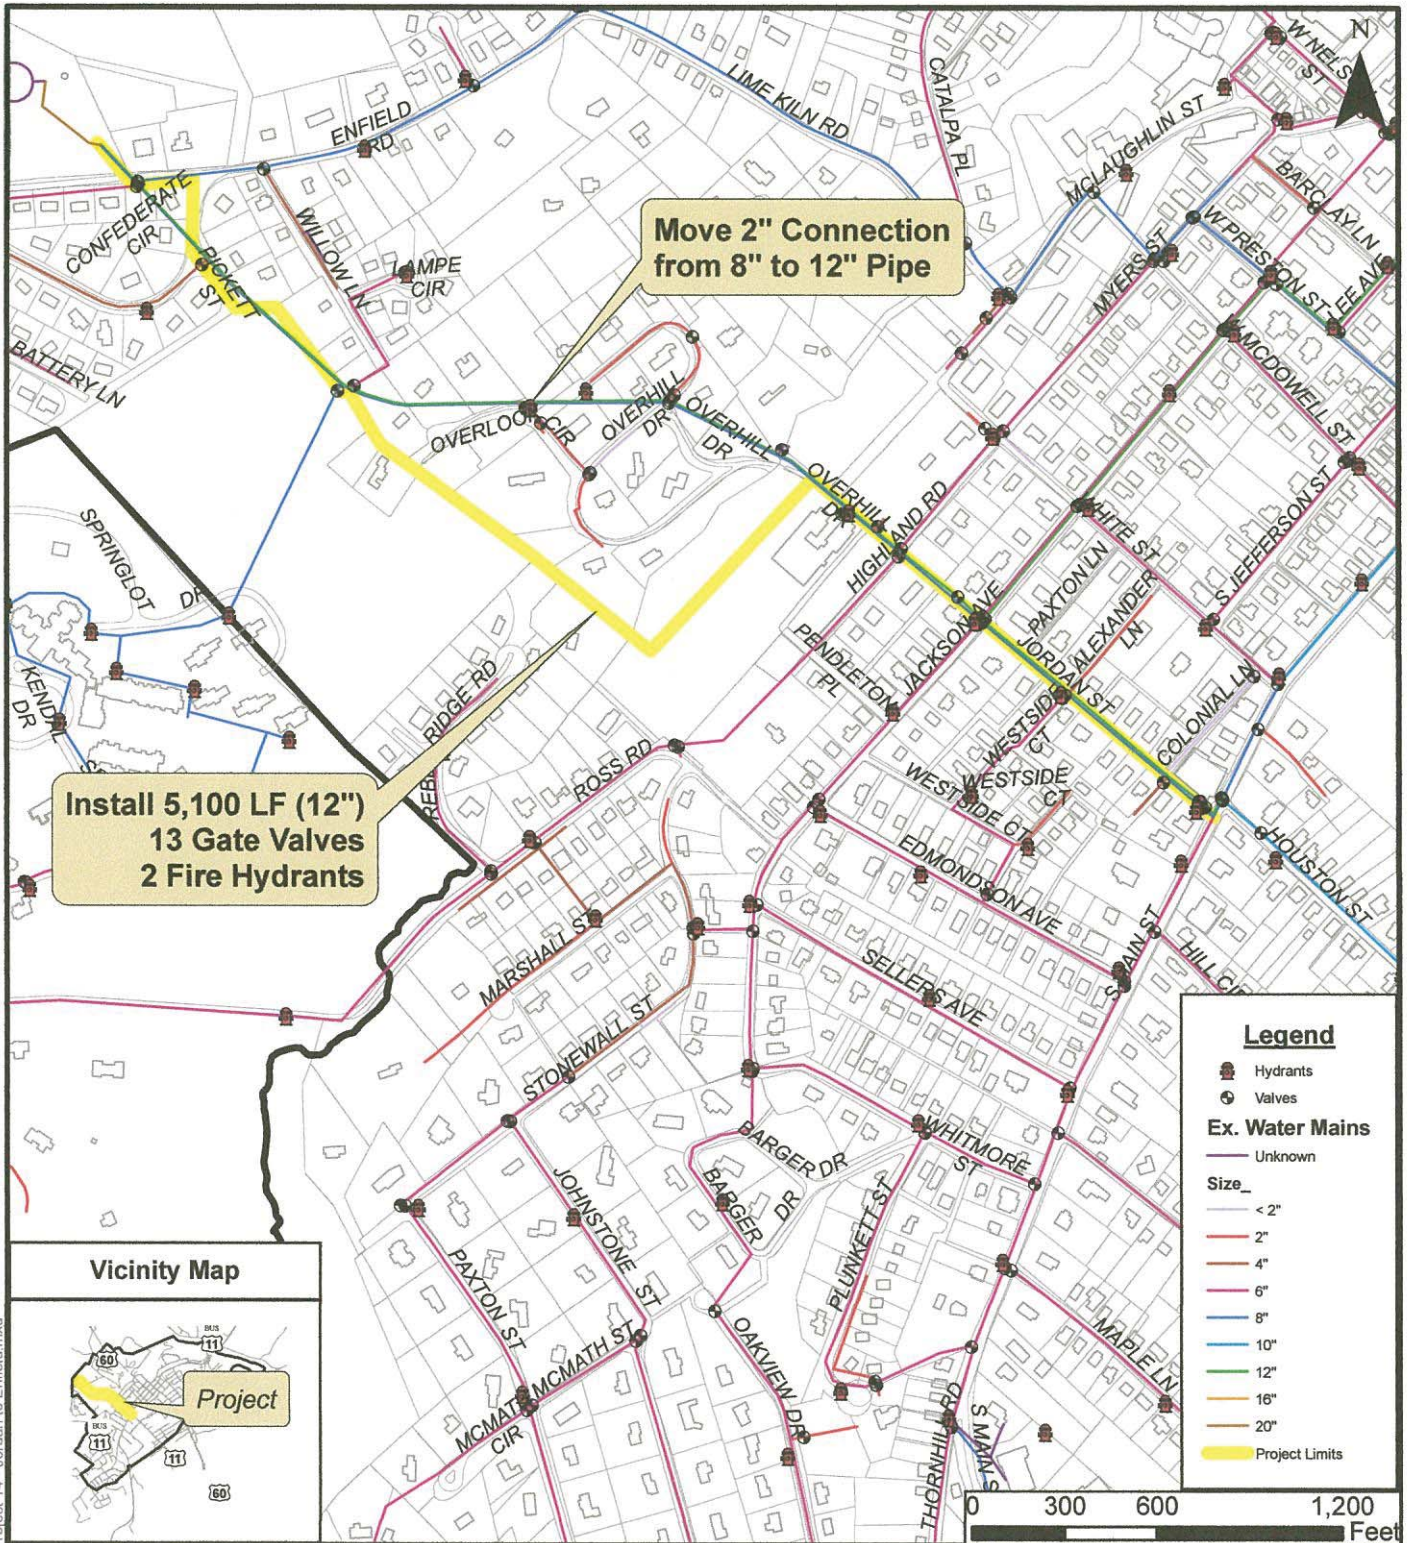 N
W NELS
ST
ENFIELD
RD
LIME KILN RD
CATALPA PL
MCLAUGHLIN ST
BARCLAY LN
CONFEDERATE
CIR
PICKETT
ST
WILLOW LN
LAMPE
CIR
BATTERY LN
Move 2" Connection
from 8" to 12" Pipe
MYERS ST
W PRESTON ST
LEE AVE
W MCDOWELL ST
OVERLOOK CIR
OVERHILL
DR
OVERHILL
DR
OVERHILL
DR
HIGHLAND RD
WHITE ST
S JEFFERSON ST
SPRINGLOT
DR
KENDAL
DR
PAXTON LN
ALEXANDER
LN
JACKSON AVE
JORDAN ST
PENDLETON
PL
COLONIAL LN
WESTSIDE
CT
WESTSIDE
CT
WESTSIDE CT
RIDGE RD
ROSS RD
Install 5,100 LF (12")
13 Gate Valves
2 Fire Hydrants
HOUSTON ST
EDMONDSON AVE
MARSHALL ST
SELLERS AVE
S MAIN ST
HILL CIR
STONEWALL ST
BARGER DR
BARGER
DR
WHITMORE
ST
JOHNSTONE ST
PLUNKETT ST
PAXTON ST
MCMATH ST
MCMATH
CIR
OAKVIEW DR
MAPLE LN
THORNHILL RD
S MAIN S
Legend
Hydrants
Valves
Ex. Water Mains
Unknown
Size_
< 2"
2"
4"
6"
8"
10"
12"
16"
20"
Project Limits
Vicinity Map
60
BUS
11
Project
BUS
11
11
60
0 300 600 1,200
Feet